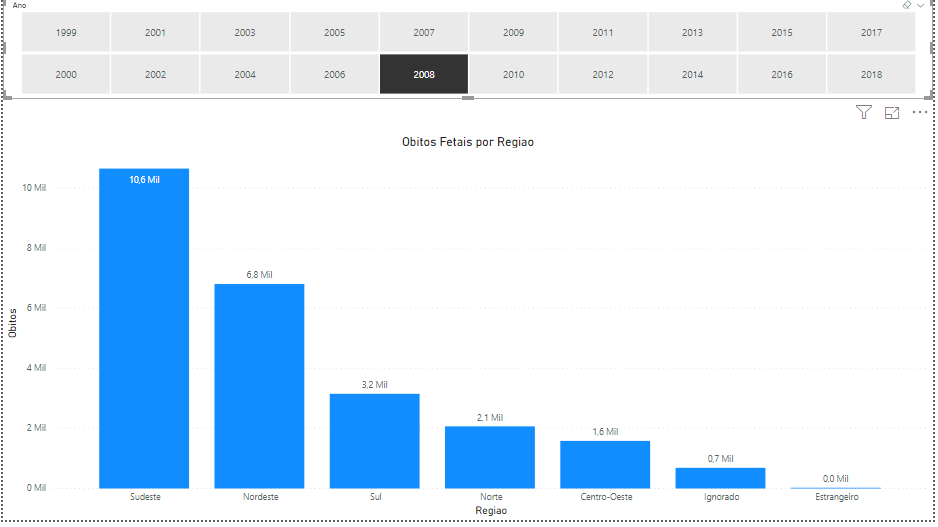 Ano
1999 2001 2003 2005 2007 2009 2011 2013 2015 2017
2000 2002 2004 2006 2008 2010 2012 2014 2016 2018
Obitos Fetais por Regiao
10 Mil
8 Mil
6 Mil
4 Mil
2 Mil
0 Mil
Obitos
10,6 Mil
6,8 Mil
3,2 Mil
2,1 Mil
1,6 Mil
0,7 Mil
0,0 Mil
Sudeste Nordeste Sul Norte Centro-Oeste Ignorado Estrangeiro
Regiao